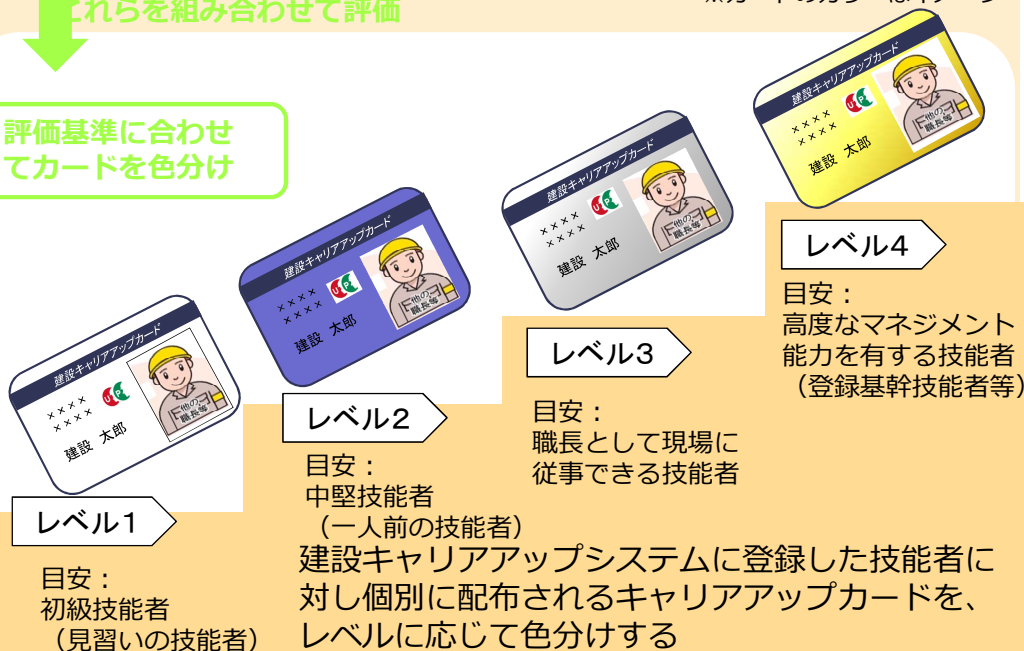 これらを組み合わせて評価
評価基準に合わせ
てカードを色分け
建設キャリアアップカード
××××
××××
建設 太郎
他の
職長等
レベル4
目安：
高度なマネジメント
能力を有する技能者
（登録基幹技能者等）
建設キャリアアップカード
××××
××××
建設 太郎
他の
職長等
レベル3
目安：
職長として現場に
従事できる技能者
建設キャリアアップカード
××××
××××
建設 太郎
他の
職長等
レベル2
目安：
中堅技能者
（一人前の技能者）
建設キャリアアップカード
××××
××××
建設 太郎
他の
職長等
レベル1
目安：
初級技能者
（見習いの技能者）
建設キャリアアップシステムに登録した技能者に
対し個別に配布されるキャリアアップカードを、
レベルに応じて色分けする